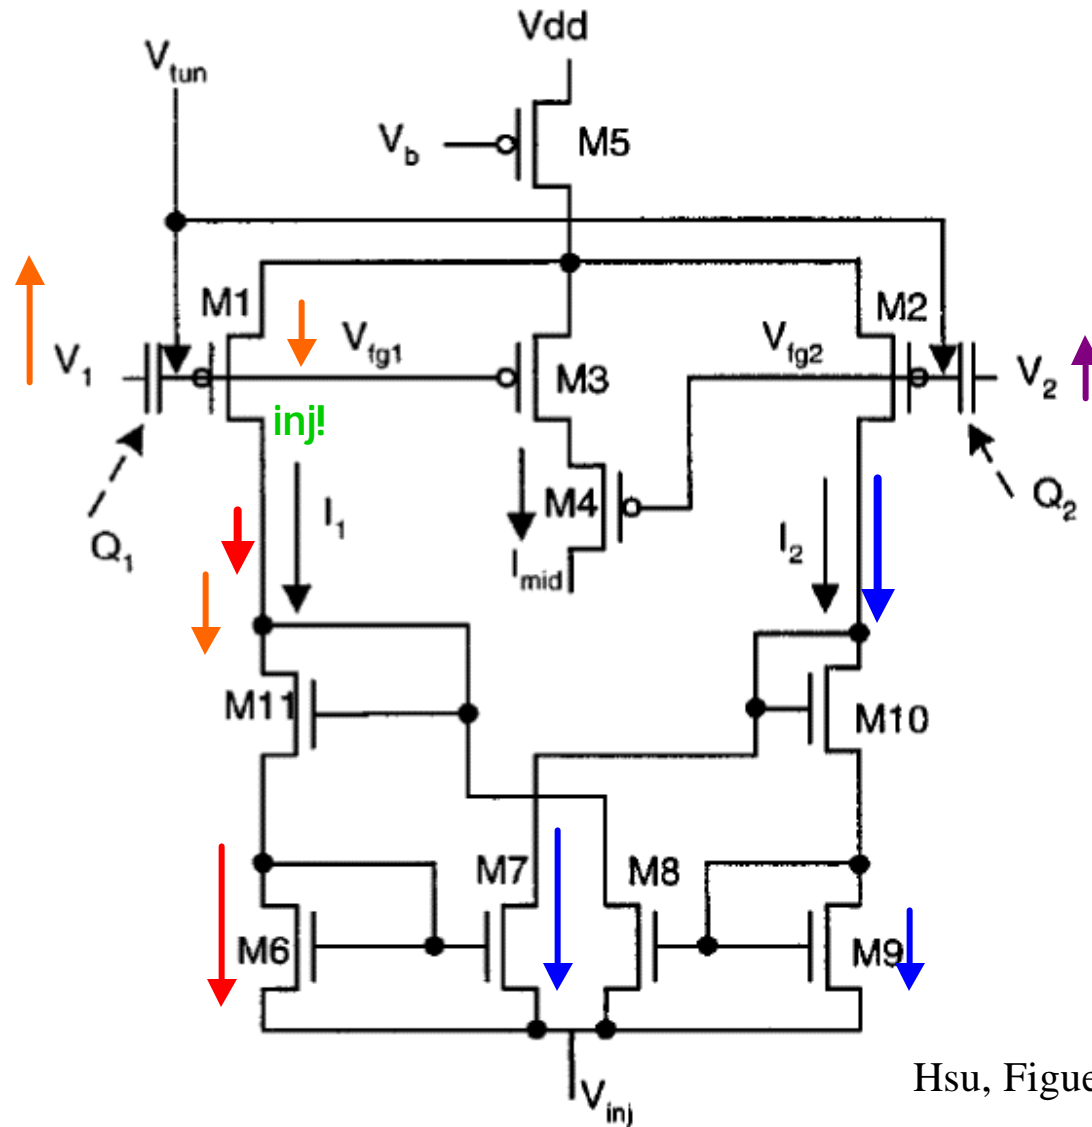 Vdd
V_tun
V_b
M5
M1
M2
V_1
V_fg1
V_fg2
M3
V_2
inj!
M4
Q_1
I_1
I_mid
I_2
Q_2
M11
M10
M7
M8
M6
M9
Hsu,
V_inj